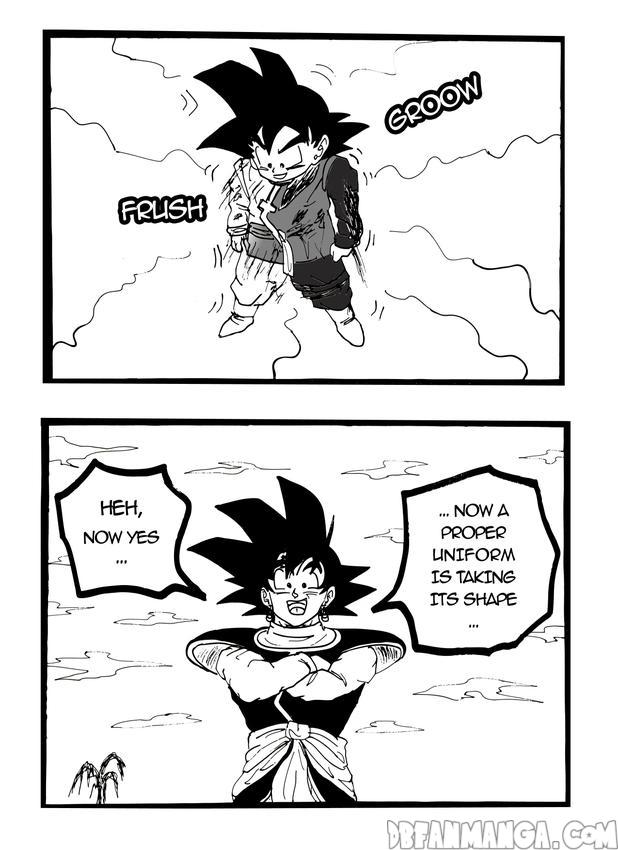 GROOW
FRUSH
HEH,
NOW YES
...
... NOW A
PROPER
UNIFORM
IS TAKING
ITS SHAPE
...
DBFANMANGA.COM